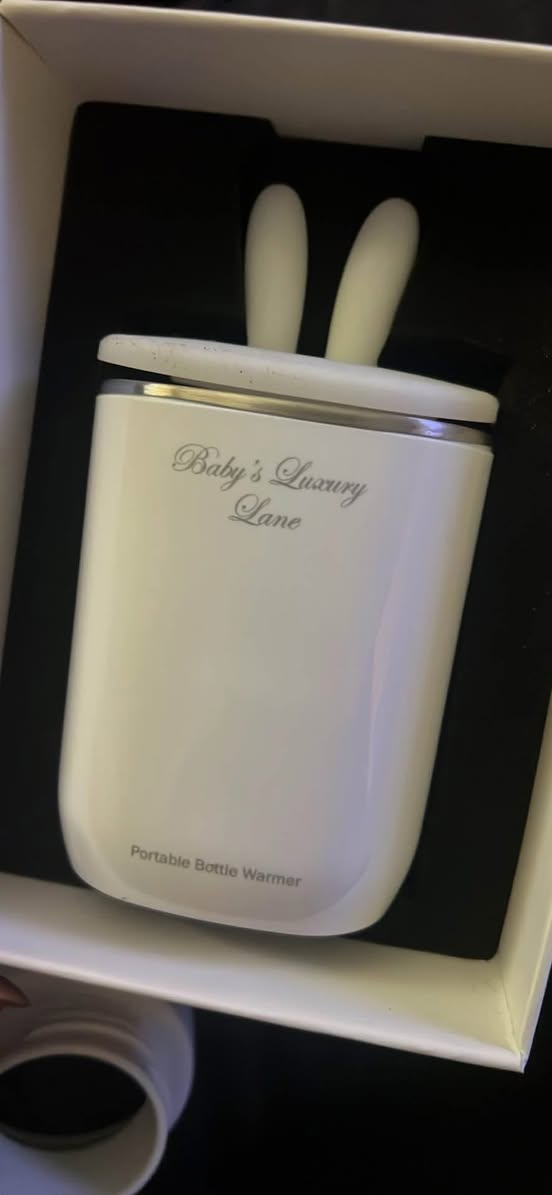 Baby's Luxury
Lane
Portable Bottle Warmer